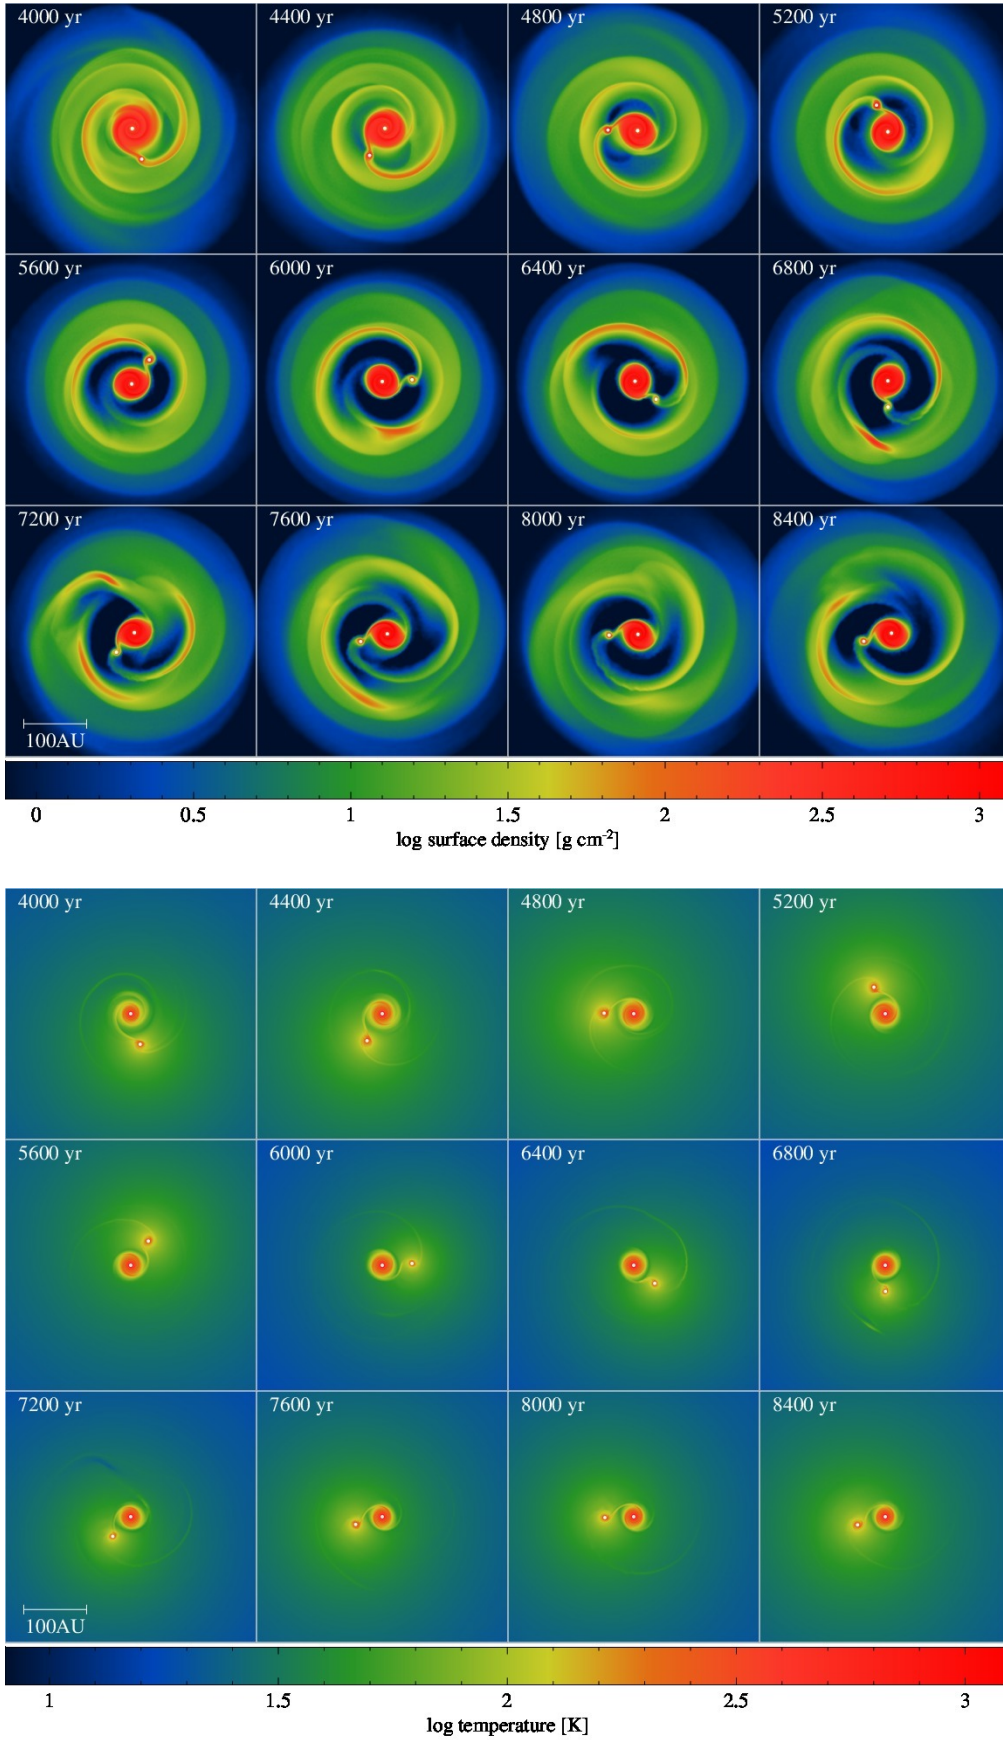 4000 yr 4400 yr 4800 yr 5200 yr
5600 yr 6000 yr 6400 yr 6800 yr
7200 yr 7600 yr 8000 yr 8400 yr
100AU
0 0.5 1 1.5 2 2.5 3
log surface density [g cm⁻²]
4000 yr 4400 yr 4800 yr 5200 yr
5600 yr 6000 yr 6400 yr 6800 yr
7200 yr 7600 yr 8000 yr 8400 yr
100AU
1 1.5 2 2.5 3
log temperature [K]